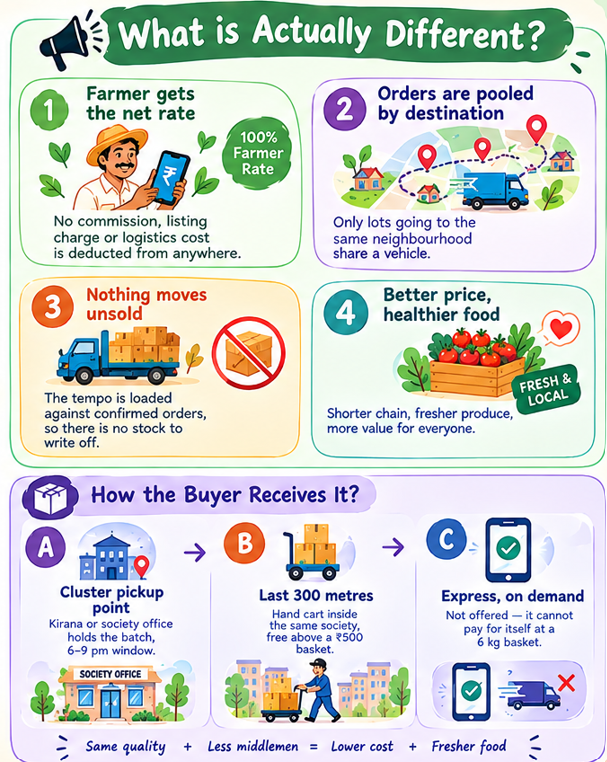 What is Actually Different?
1
Farmer gets
the net rate
100%
Farmer
Rate
₹
No commission, listing
charge or logistics cost
is deducted from anywhere.
2
Orders are pooled
by destination
Only lots going to the
same neighbourhood
share a vehicle.
3
Nothing moves
unsold
The tempo is loaded
against confirmed orders,
so there is no stock to
write off.
4
Better price,
healthier food
FRESH &
LOCAL
Shorter chain, fresher produce,
more value for everyone.
How the Buyer Receives It?
A
Cluster pickup
point
Kirana or society office
holds the batch,
6–9 pm window.
SOCIETY OFFICE
B
Last 300 metres
Hand cart inside
the same society,
free above a ₹500
basket.
C
Express, on demand
Not offered — it cannot
pay for itself at a
6 kg basket.
Same quality + Less middlemen = Lower cost + Fresher food